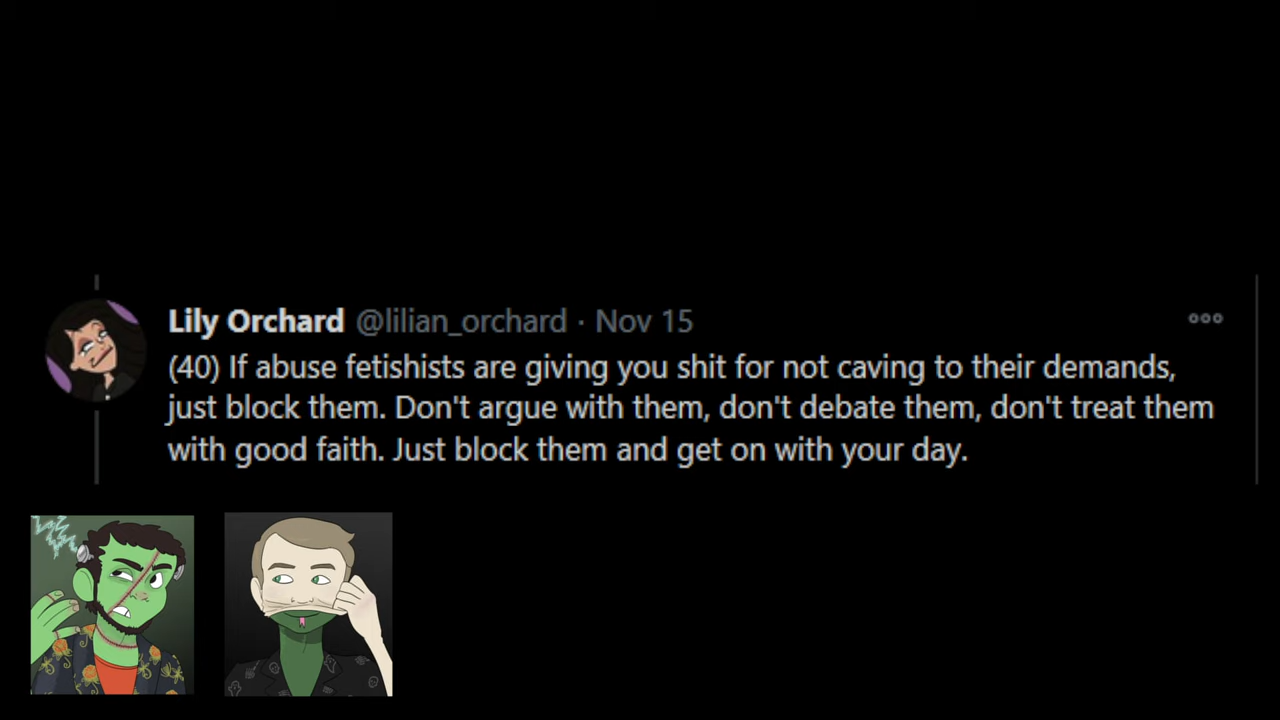 Lily Orchard @lilian_orchard · Nov 15
(40) If abuse fetishists are giving you shit for not caving to their demands,
just block them. Don't argue with them, don't debate them, don't treat them
with good faith. Just block them and get on with your day.